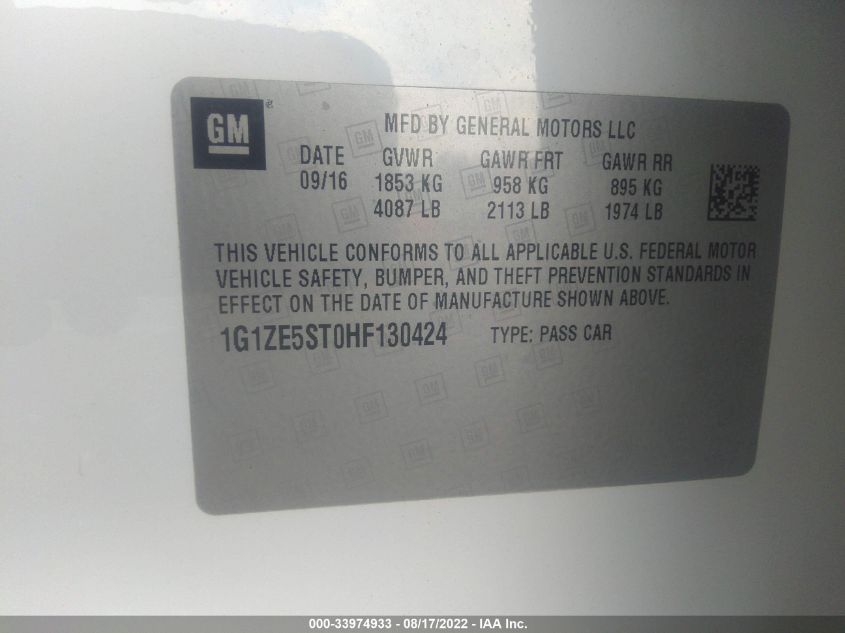 GM ®
MFD BY GENERAL MOTORS LLC
DATE GVWR GAWR FRT GAWR RR
09/16 1853 KG 958 KG 895 KG
4087 LB 2113 LB 1974 LB
THIS VEHICLE CONFORMS TO ALL APPLICABLE U.S. FEDERAL MOTOR
VEHICLE SAFETY, BUMPER, AND THEFT PREVENTION STANDARDS IN
EFFECT ON THE DATE OF MANUFACTURE SHOWN ABOVE.
1G1ZE5ST0HF130424 TYPE: PASS CAR
000-33974933 - 08/17/2022 - IAA Inc.